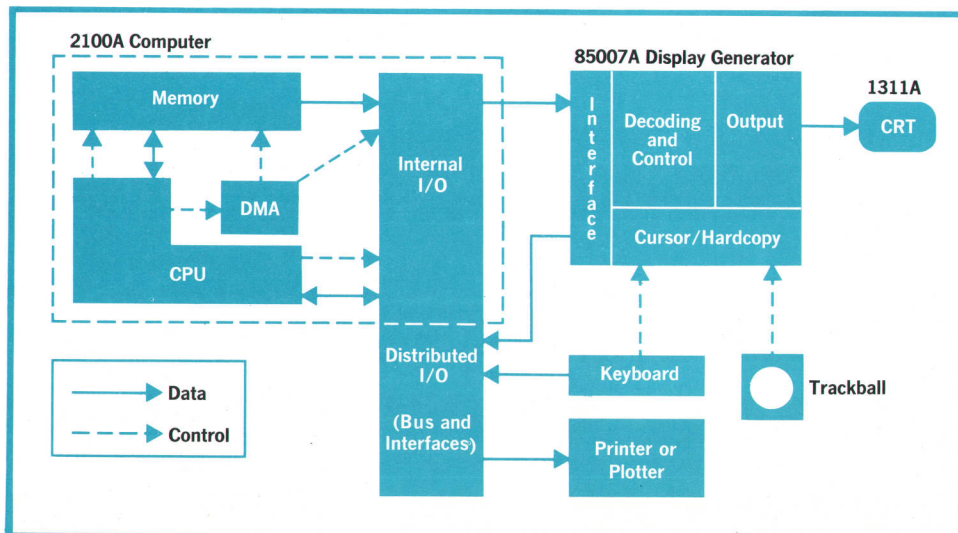 2100A Computer
85007A Display Generator
1311A
Memory
Internal
I/O
Interface
Decoding
and
Control
Output
CRT
DMA
CPU
Cursor/Hardcopy
Distributed
I/O
(Bus and
Interfaces)
Keyboard
Trackball
Printer or
Plotter
Data
Control